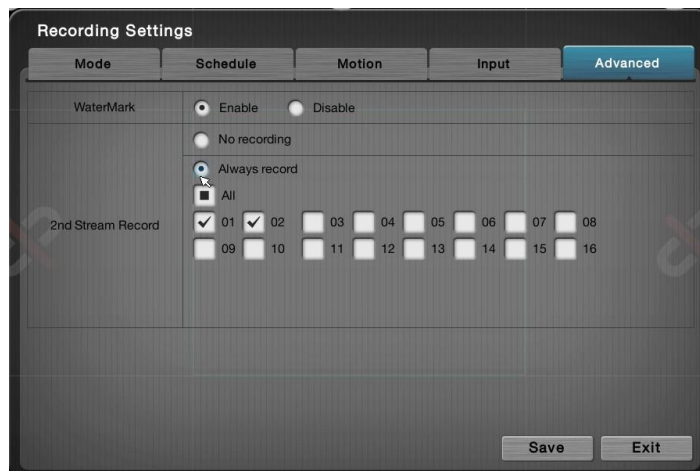 Recording Settings
Mode Schedule Motion Input Advanced
WaterMark Enable Disable
No recording
Always record
All
2nd Stream Record 01 02 03 04 05 06 07 08
09 10 11 12 13 14 15 16
Save Exit